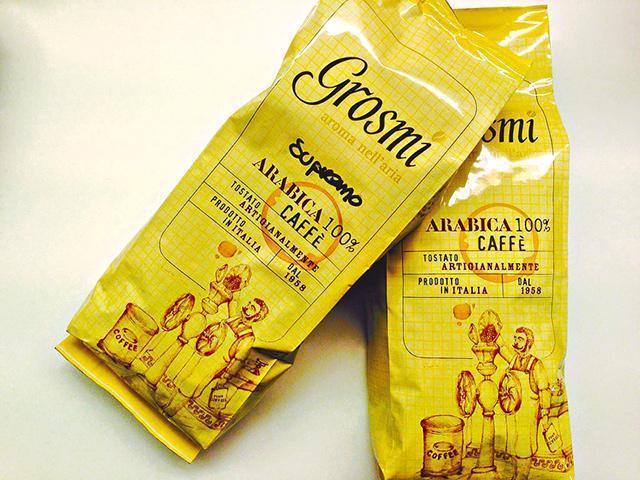 Grosmi
aroma nell'aria
Supremo
ARABICA 100%
CAFFÈ
TOSTATO
ARTIGIANALMENTE
PRODOTTO
IN ITALIA
DAL
1958
COFFEE
osmi
ARABICA 100%
CAFFÈ
TOSTATO
ARTIGIANALMENTE
PRODOTTO
IN ITALIA
DAL
1958
COFFEE